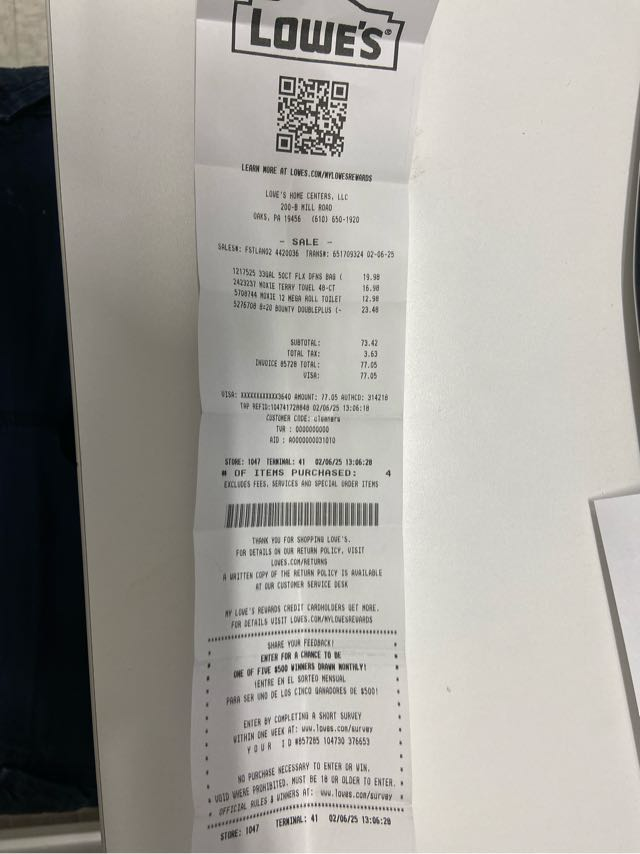 LOWE'S
LEARN MORE AT LOWES.COM/MYLOWESREWARDS
LOWE'S HOME CENTERS, LLC
200-B MILL ROAD
OAKS, PA 19456 (610) 650-1920
- SALE -
SALES#: FSTLAN02 4420036 TRANS#: 651709324 02-06-25
1217525 33GAL 50CT FLX DFNS BAG ( 19.98
2423237 MOXIE TERRY TOWEL 48-CT 16.98
5708744 MOXIE 12 MEGA ROLL TOILET 12.98
5276708 8=20 BOUNTY DOUBLEPLUS (- 23.48
SUBTOTAL: 73.42
TOTAL TAX: 3.63
INVOICE 85728 TOTAL: 77.05
VISA: 77.05
VISA: XXXXXXXXXXXX3640 AMOUNT: 77.05 AUTHCD: 314218
TAP REFID:104741728848 02/06/25 13:06:18
CUSTOMER CODE: cleaners
TVR : 0000000000
AID : A0000000031010
STORE: 1047 TERMINAL: 41 02/06/25 13:06:28
# OF ITEMS PURCHASED: 4
EXCLUDES FEES, SERVICES AND SPECIAL ORDER ITEMS
THANK YOU FOR SHOPPING LOWE'S.
FOR DETAILS ON OUR RETURN POLICY, VISIT
LOWES.COM/RETURNS
A WRITTEN COPY OF THE RETURN POLICY IS AVAILABLE
AT OUR CUSTOMER SERVICE DESK
MY LOWE'S REWARDS CREDIT CARDHOLDERS GET MORE.
FOR DETAILS VISIT LOWES.COM/MYLOWESREWARDS
SHARE YOUR FEEDBACK!
ENTER FOR A CHANCE TO BE
ONE OF FIVE $500 WINNERS DRAWN MONTHLY!
¡ENTRE EN EL SORTEO MENSUAL
PARA SER UNO DE LOS CINCO GANADORES DE $500!
ENTER BY COMPLETING A SHORT SURVEY
WITHIN ONE WEEK AT: www.lowes.com/survey
Y O U R I D #857285 104730 376653
NO PURCHASE NECESSARY TO ENTER OR WIN.
VOID WHERE PROHIBITED. MUST BE 18 OR OLDER TO ENTER.
OFFICIAL RULES & WINNERS AT: www.lowes.com/survey
STORE: 1047 TERMINAL: 41 02/06/25 13:06:28